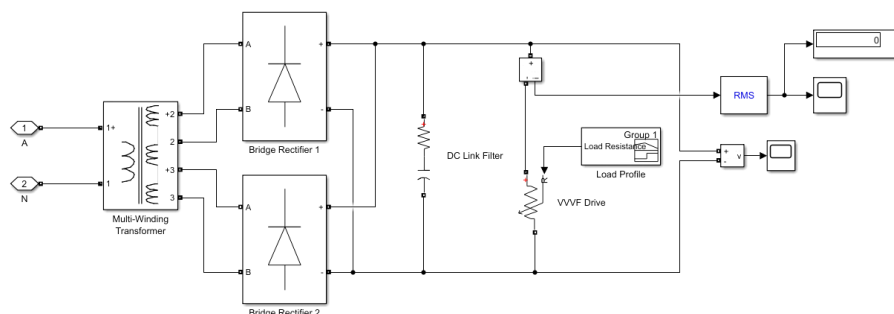 1
A
2
N
1+
1
+2
2
+3
3
Multi-Winding
Transformer
A
B
+
-
Bridge Rectifier 1
A
B
+
-
Bridge Rectifier 2
+
+
DC Link Filter
+
+
R
Group 1
Load Resistance
Load Profile
VVVF Drive
RMS
0
+
-
v